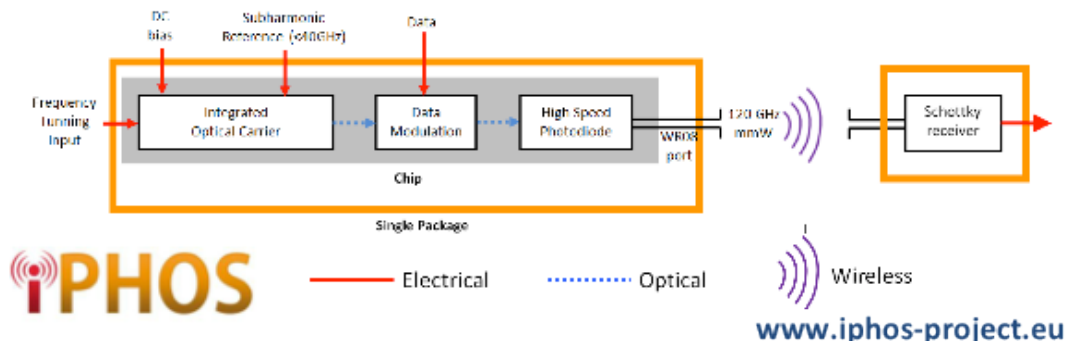 DC
bias
Subharmonic
Reference (<40GHz)
Data
Frequency
Tunning
Input
Integrated
Optical Carrier
Data
Modulation
High Speed
Photodiode
WR08
port
120 GHz
mmW
Schottky
receiver
Chip
Single Package
iPHOS
Electrical
Optical
Wireless
www.iphos-project.eu